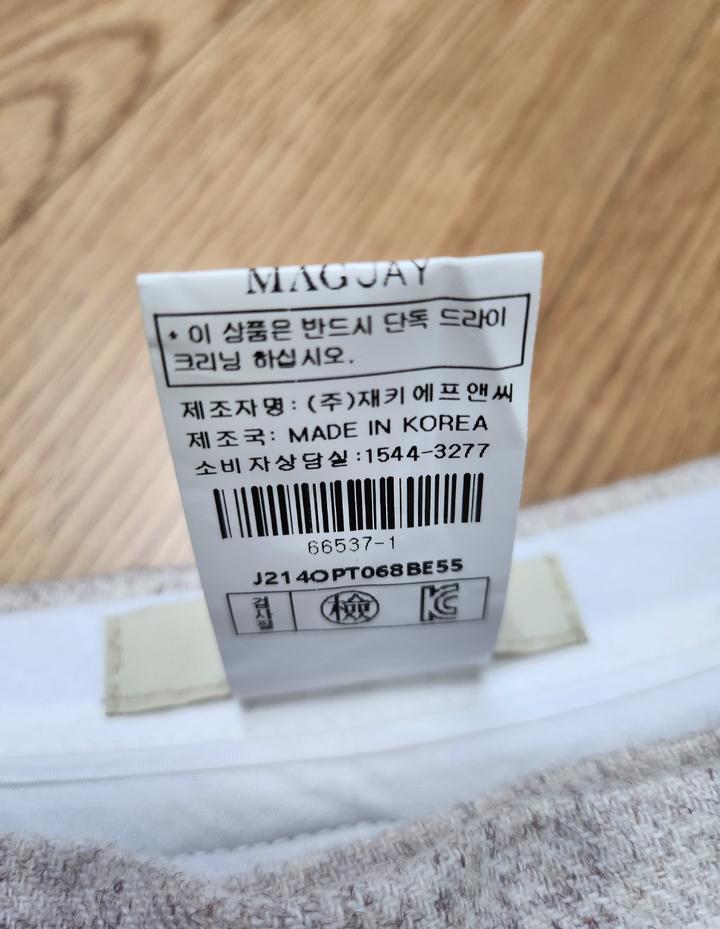 MAGJAY
* 이 상품은 반드시 단독 드라이
크리닝 하십시오.
제조자명: (주)재키에프앤씨
제조국: MADE IN KOREA
소비자상담실:1544-3277
66537-1
J214OPT068BE55
검사필 檢 KC